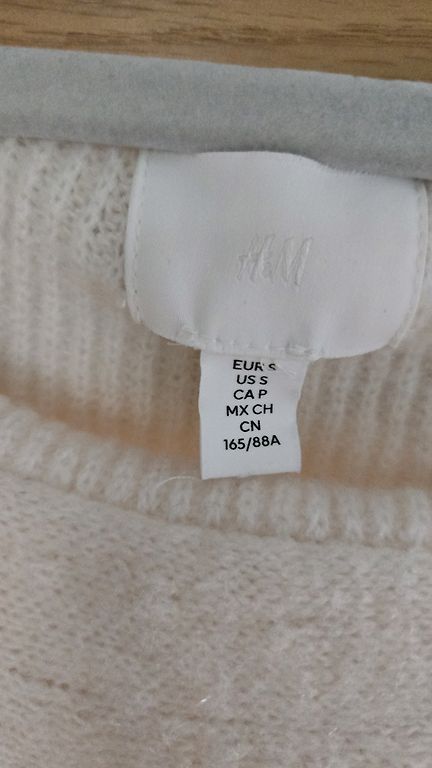 H&M
EUR S
US S
CA P
MX CH
CN
165/88A